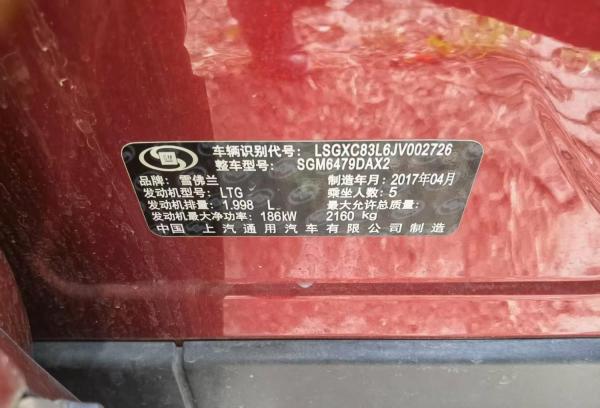 车辆识别代号: LSGXC83L6JV002726
整车型号: SGM6479DAX2
品牌: 雪佛兰 制造年月: 2017年04月
发动机型号: LTG 乘坐人数: 5
发动机排量: 1.998 L 最大允许总质量:
发动机最大净功率: 186kW 2160 kg
中国 上汽通用汽车有限公司制造